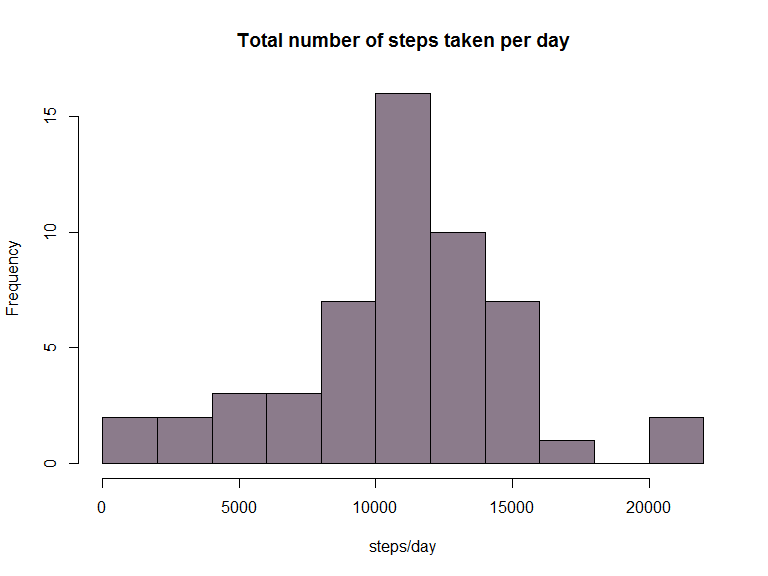 Total number of steps taken per day
Frequency
15
10
5
0
0 5000 10000 15000 20000
steps/day